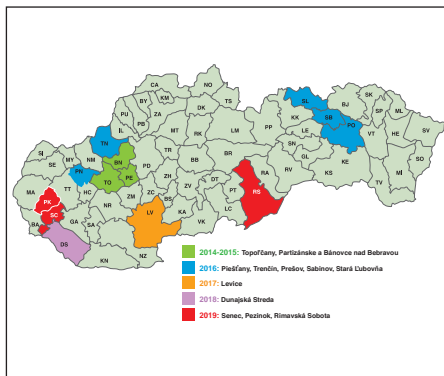 NO
CA
BY
KM
TS
DK
SK
SL
BJ
PU
PB
ZA
ML
SP
IL
KK
SB
TN
MT
RK
LM
PP
PO
VT
HE
SV
LE
SI
MY
NM
BN
SE
TR
SN
PD
BB
BR
RA
RV
GL
KE
PN
PE
KS
TV
MI
SO
TO
ZH
DT
MA
TT
HC
ZM
ZC
ZV
PT
RS
PK
NR
BS
SC
GA
LV
KA
LC
BA
SA
VK
DS
KN
NZ
2014-2015: Topoľčany, Partizánske a Bánovce nad Bebravou
2016: Piešťany, Trenčín, Prešov, Sabinov, Stará Ľubovňa
2017: Levice
2018: Dunajská Streda
2019: Senec, Pezinok, Rimavská Sobota